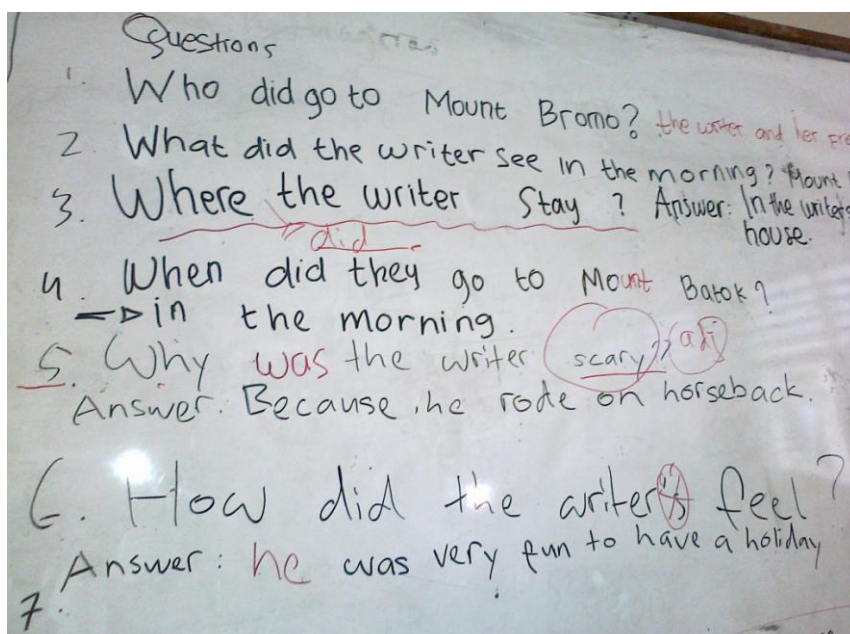 Questions
1. Who did go to Mount Bromo? the writer and her
2. What did the writer see in the morning? Mount
3. Where the writer Stay? Answer: In the writer's
house.
did
4. When did they go to Mount Batok?
in the morning.
5. Why was the writer scary? adj
Answer. Because he rode on horseback.
6. How did the writer's feel?
Answer: he was very fun to have a holiday
7.